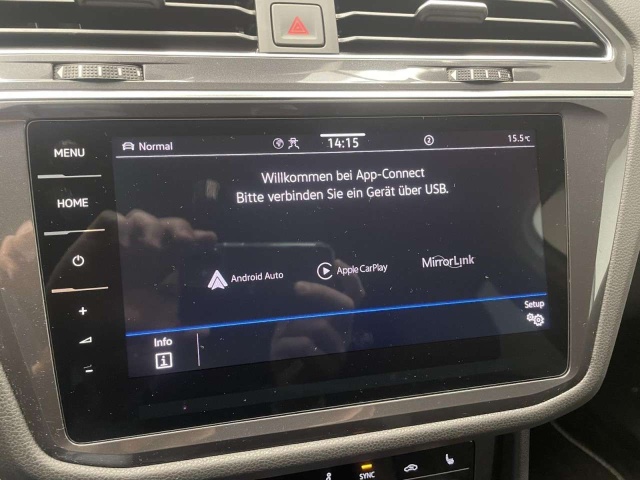 MENU
HOME
Normal
14:15
2
15.5°C
Willkommen bei App-Connect
Bitte verbinden Sie ein Gerät über USB.
Android Auto
Apple CarPlay
MirrorLink
Setup
Info
i
SYNC